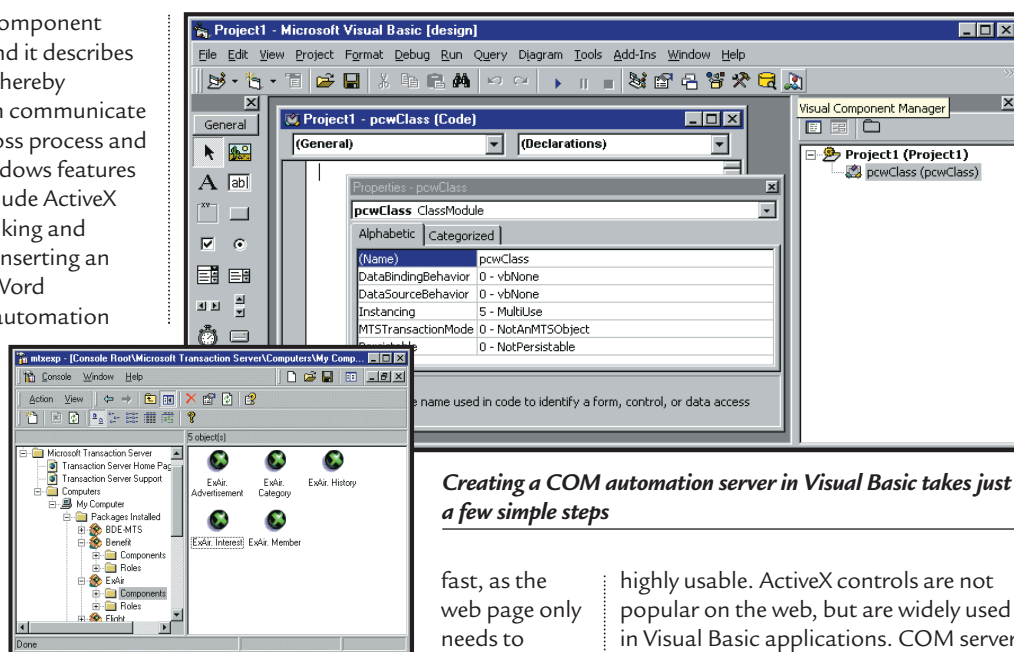 omponent
nd it describes
hereby
n communicate
oss process and
dows features
lude ActiveX
king and
nserting an
Word
automation
Project1 - Microsoft Visual Basic [design]
File Edit View Project Format Debug Run Query Diagram Tools Add-Ins Window Help
General
Project1 - pcwClass (Code)
(General) (Declarations)
Properties - pcwClass
pcwClass ClassModule
Alphabetic Categorized
(Name) pcwClass
DataBindingBehavior 0 - vbNone
DataSourceBehavior 0 - vbNone
Instancing 5 - MultiUse
MTSTransactionMode 0 - NotAnMTSObject
Persistable 0 - NotPersistable
e name used in code to identify a form, control, or data access
Visual Component Manager
Project1 (Project1)
pcwClass (pcwClass)
mtxexp - [Console Root\Microsoft Transaction Server\Computers\My Comp...
Console Window Help
Action View
5 object(s)
Microsoft Transaction Server
Transaction Server Home Pag
Transaction Server Support
Computers
My Computer
Packages Installed
BDE-MTS
Benefit
Components
Roles
ExAir
Components
Roles
Flight
ExAir. Advertisement
ExAir. Category
ExAir. History
ExAir. Interest
ExAir. Member
Done
Creating a COM automation server in Visual Basic takes just
a few simple steps
fast, as the
web page only
needs to
highly usable. ActiveX controls are not
popular on the web, but are widely used
in Visual Basic applications. COM server